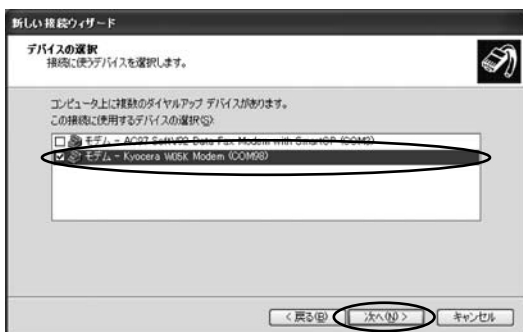 新しい接続ウィザード
デバイスの選択
接続に使うデバイスを選択します。
コンピュータ上に複数のダイヤルアップ デバイスがあります。
この接続に使用するデバイスの選択(S):
モデム - AC97 SoftV92 Data Fax Modem with SmartCP (COM3)
モデム - Kyocera W05K Modem (COM98)
< 戻る(B) 次へ(N) > キャンセル